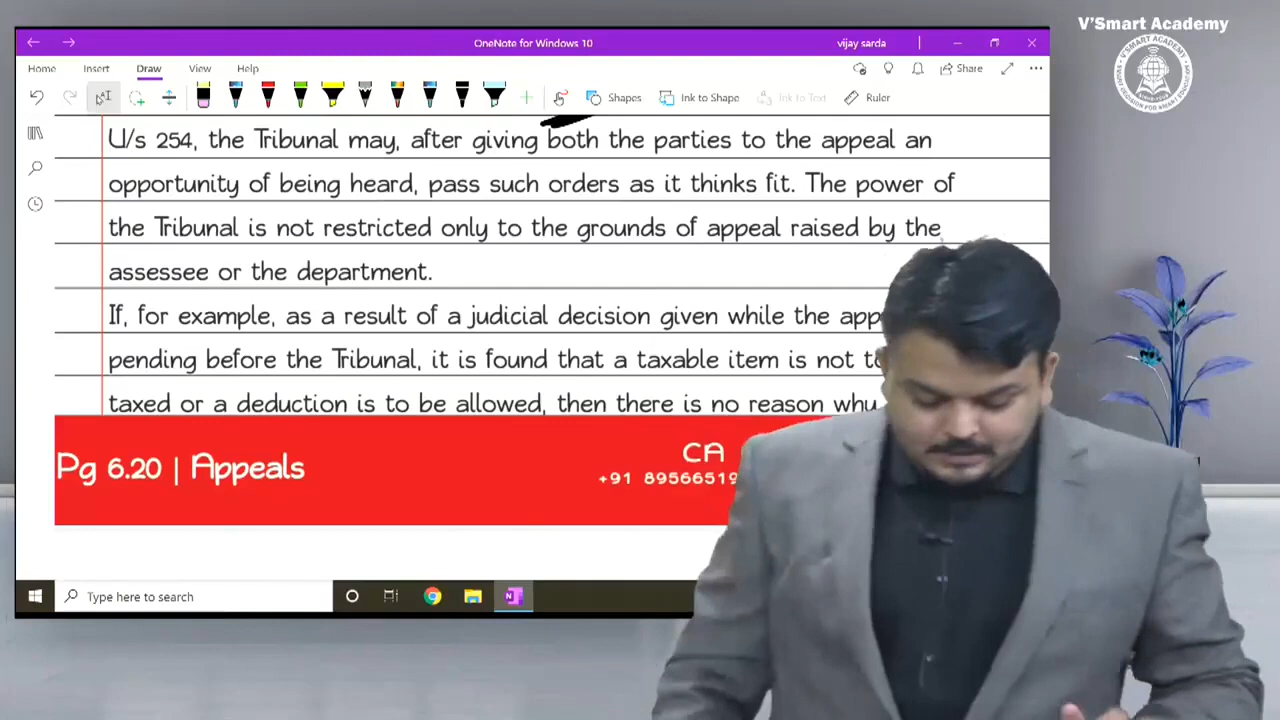 V'Smart Academy
OneNote for Windows 10
vijay sarda
Home Insert Draw View Help
Share
Shapes Ink to Shape Ink to Text Ruler
U/s 254, the Tribunal may, after giving both the parties to the appeal an
opportunity of being heard, pass such orders as it thinks fit. The power of
the Tribunal is not restricted only to the grounds of appeal raised by the
assessee or the department.
If, for example, as a result of a judicial decision given while the app
pending before the Tribunal, it is found that a taxable item is not to
taxed or a deduction is to be allowed, then there is no reason why
Pg 6.20 | Appeals
CA
+91 89566519
Type here to search